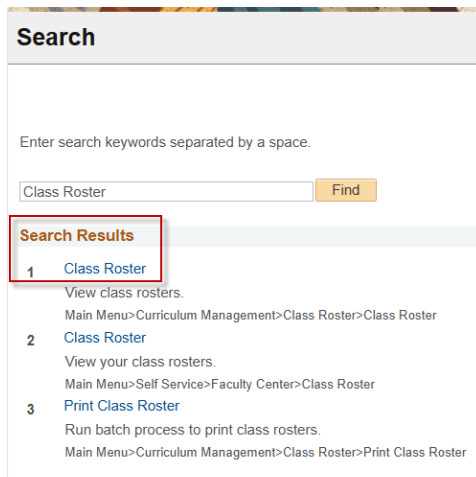 Search
Enter search keywords separated by a space.
Class Roster Find
Search Results
1 Class Roster
View class rosters.
Main Menu>Curriculum Management>Class Roster>Class Roster
2 Class Roster
View your class rosters.
Main Menu>Self Service>Faculty Center>Class Roster
3 Print Class Roster
Run batch process to print class rosters.
Main Menu>Curriculum Management>Class Roster>Print Class Roster